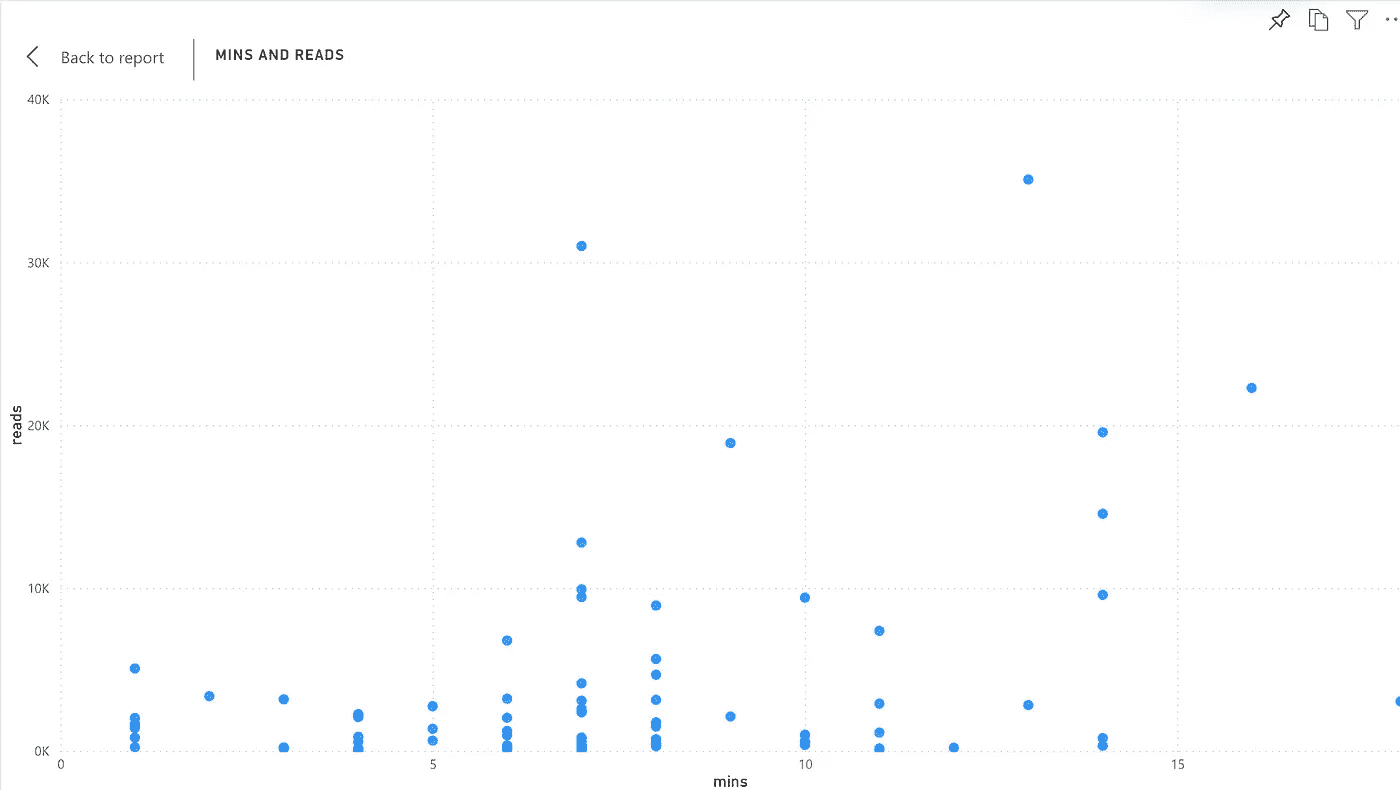 Back to report
MINS AND READS
40K
30K
20K
10K
0K
reads
0
5
10
15
mins